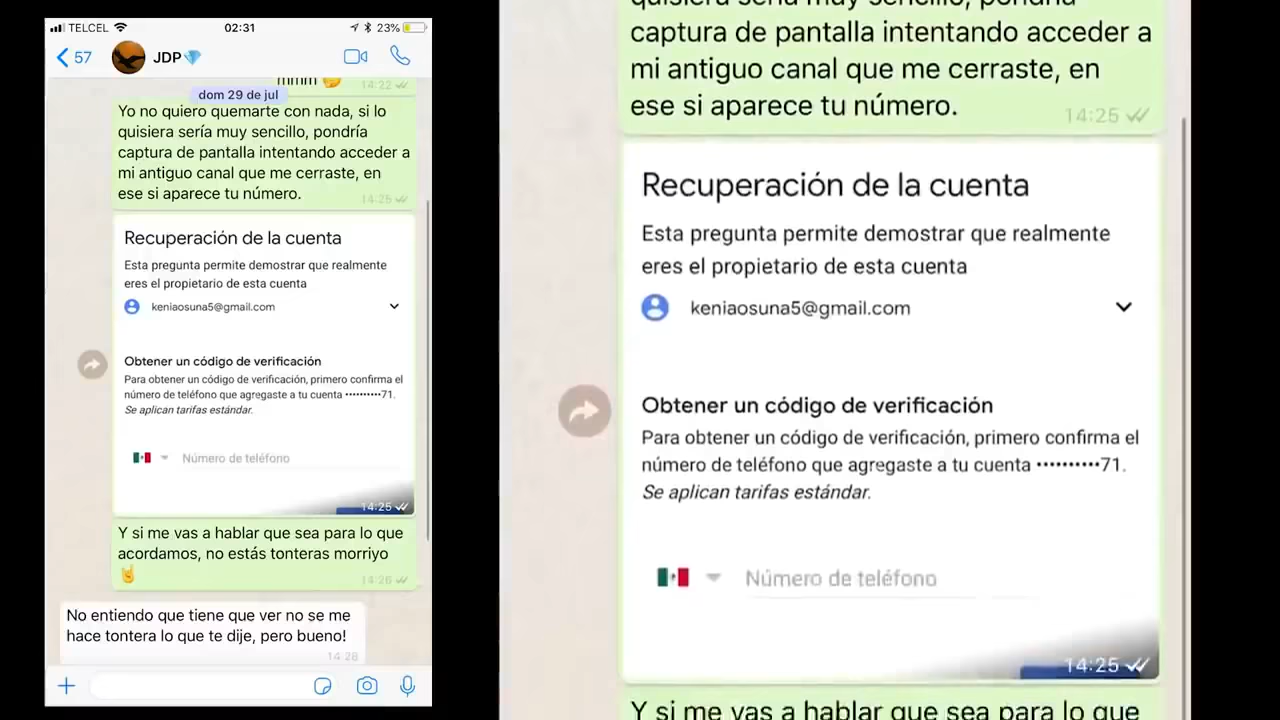 TELCEL 02:31 23%
57 JDP💎
mmm 🤔 14:22
dom 29 de jul
Yo no quiero quemarte con nada, si lo
quisiera sería muy sencillo, pondría
captura de pantalla intentando acceder a
mi antiguo canal que me cerraste, en
ese si aparece tu número. 14:25
Recuperación de la cuenta
Esta pregunta permite demostrar que realmente
eres el propietario de esta cuenta
keniaosuna5@gmail.com
Obtener un código de verificación
Para obtener un código de verificación, primero confirma el
número de teléfono que agregaste a tu cuenta ••••••••••71.
Se aplican tarifas estándar.
Número de teléfono
14:25
Y si me vas a hablar que sea para lo que
acordamos, no estás tonteras morriyo
🤘 14:26
No entiendo que tiene que ver no se me
hace tontera lo que te dije, pero bueno!
14:28
quisiera sería muy sencillo, pondría
captura de pantalla intentando acceder a
mi antiguo canal que me cerraste, en
ese si aparece tu número. 14:25
Recuperación de la cuenta
Esta pregunta permite demostrar que realmente
eres el propietario de esta cuenta
keniaosuna5@gmail.com
Obtener un código de verificación
Para obtener un código de verificación, primero confirma el
número de teléfono que agregaste a tu cuenta ••••••••••71.
Se aplican tarifas estándar.
Número de teléfono
14:25
Y si me vas a hablar que sea para lo que